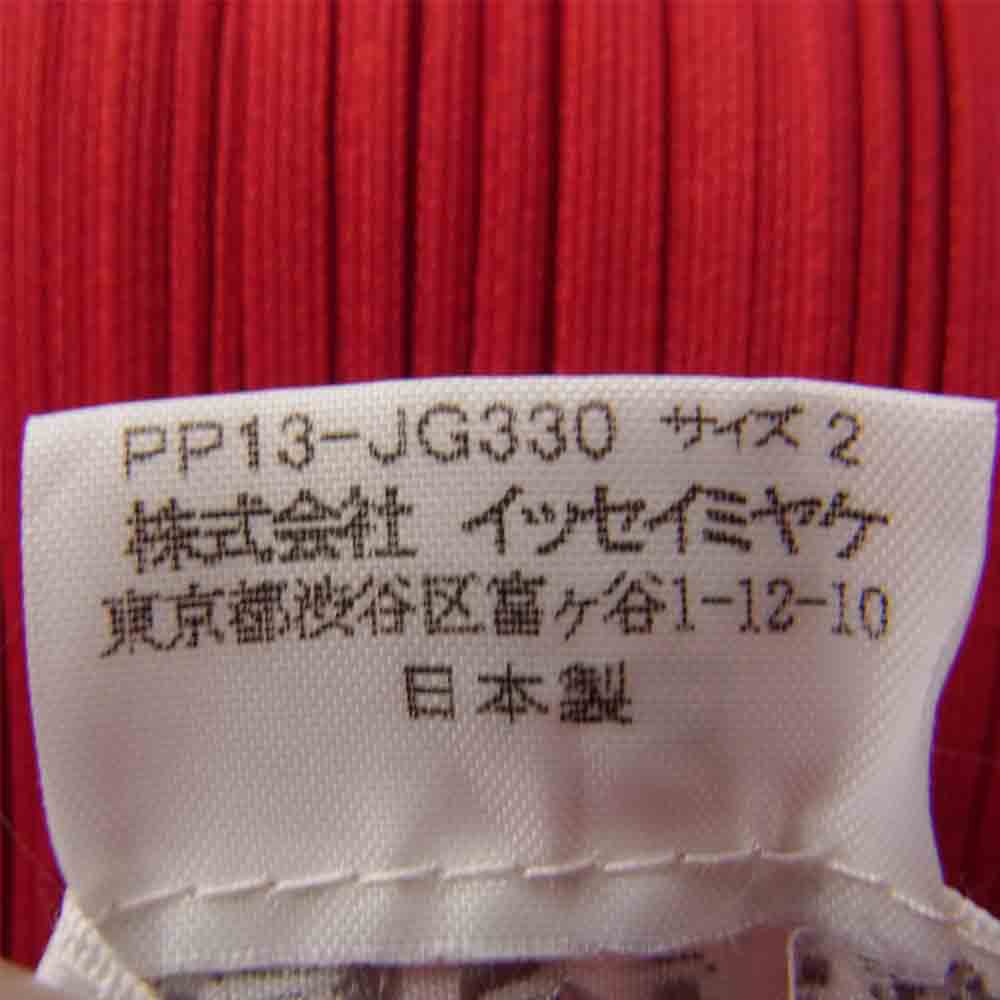 PP13-JG330 サイズ 2
株式会社 イッセイミヤケ
東京都渋谷区富ヶ谷1-12-10
日本製